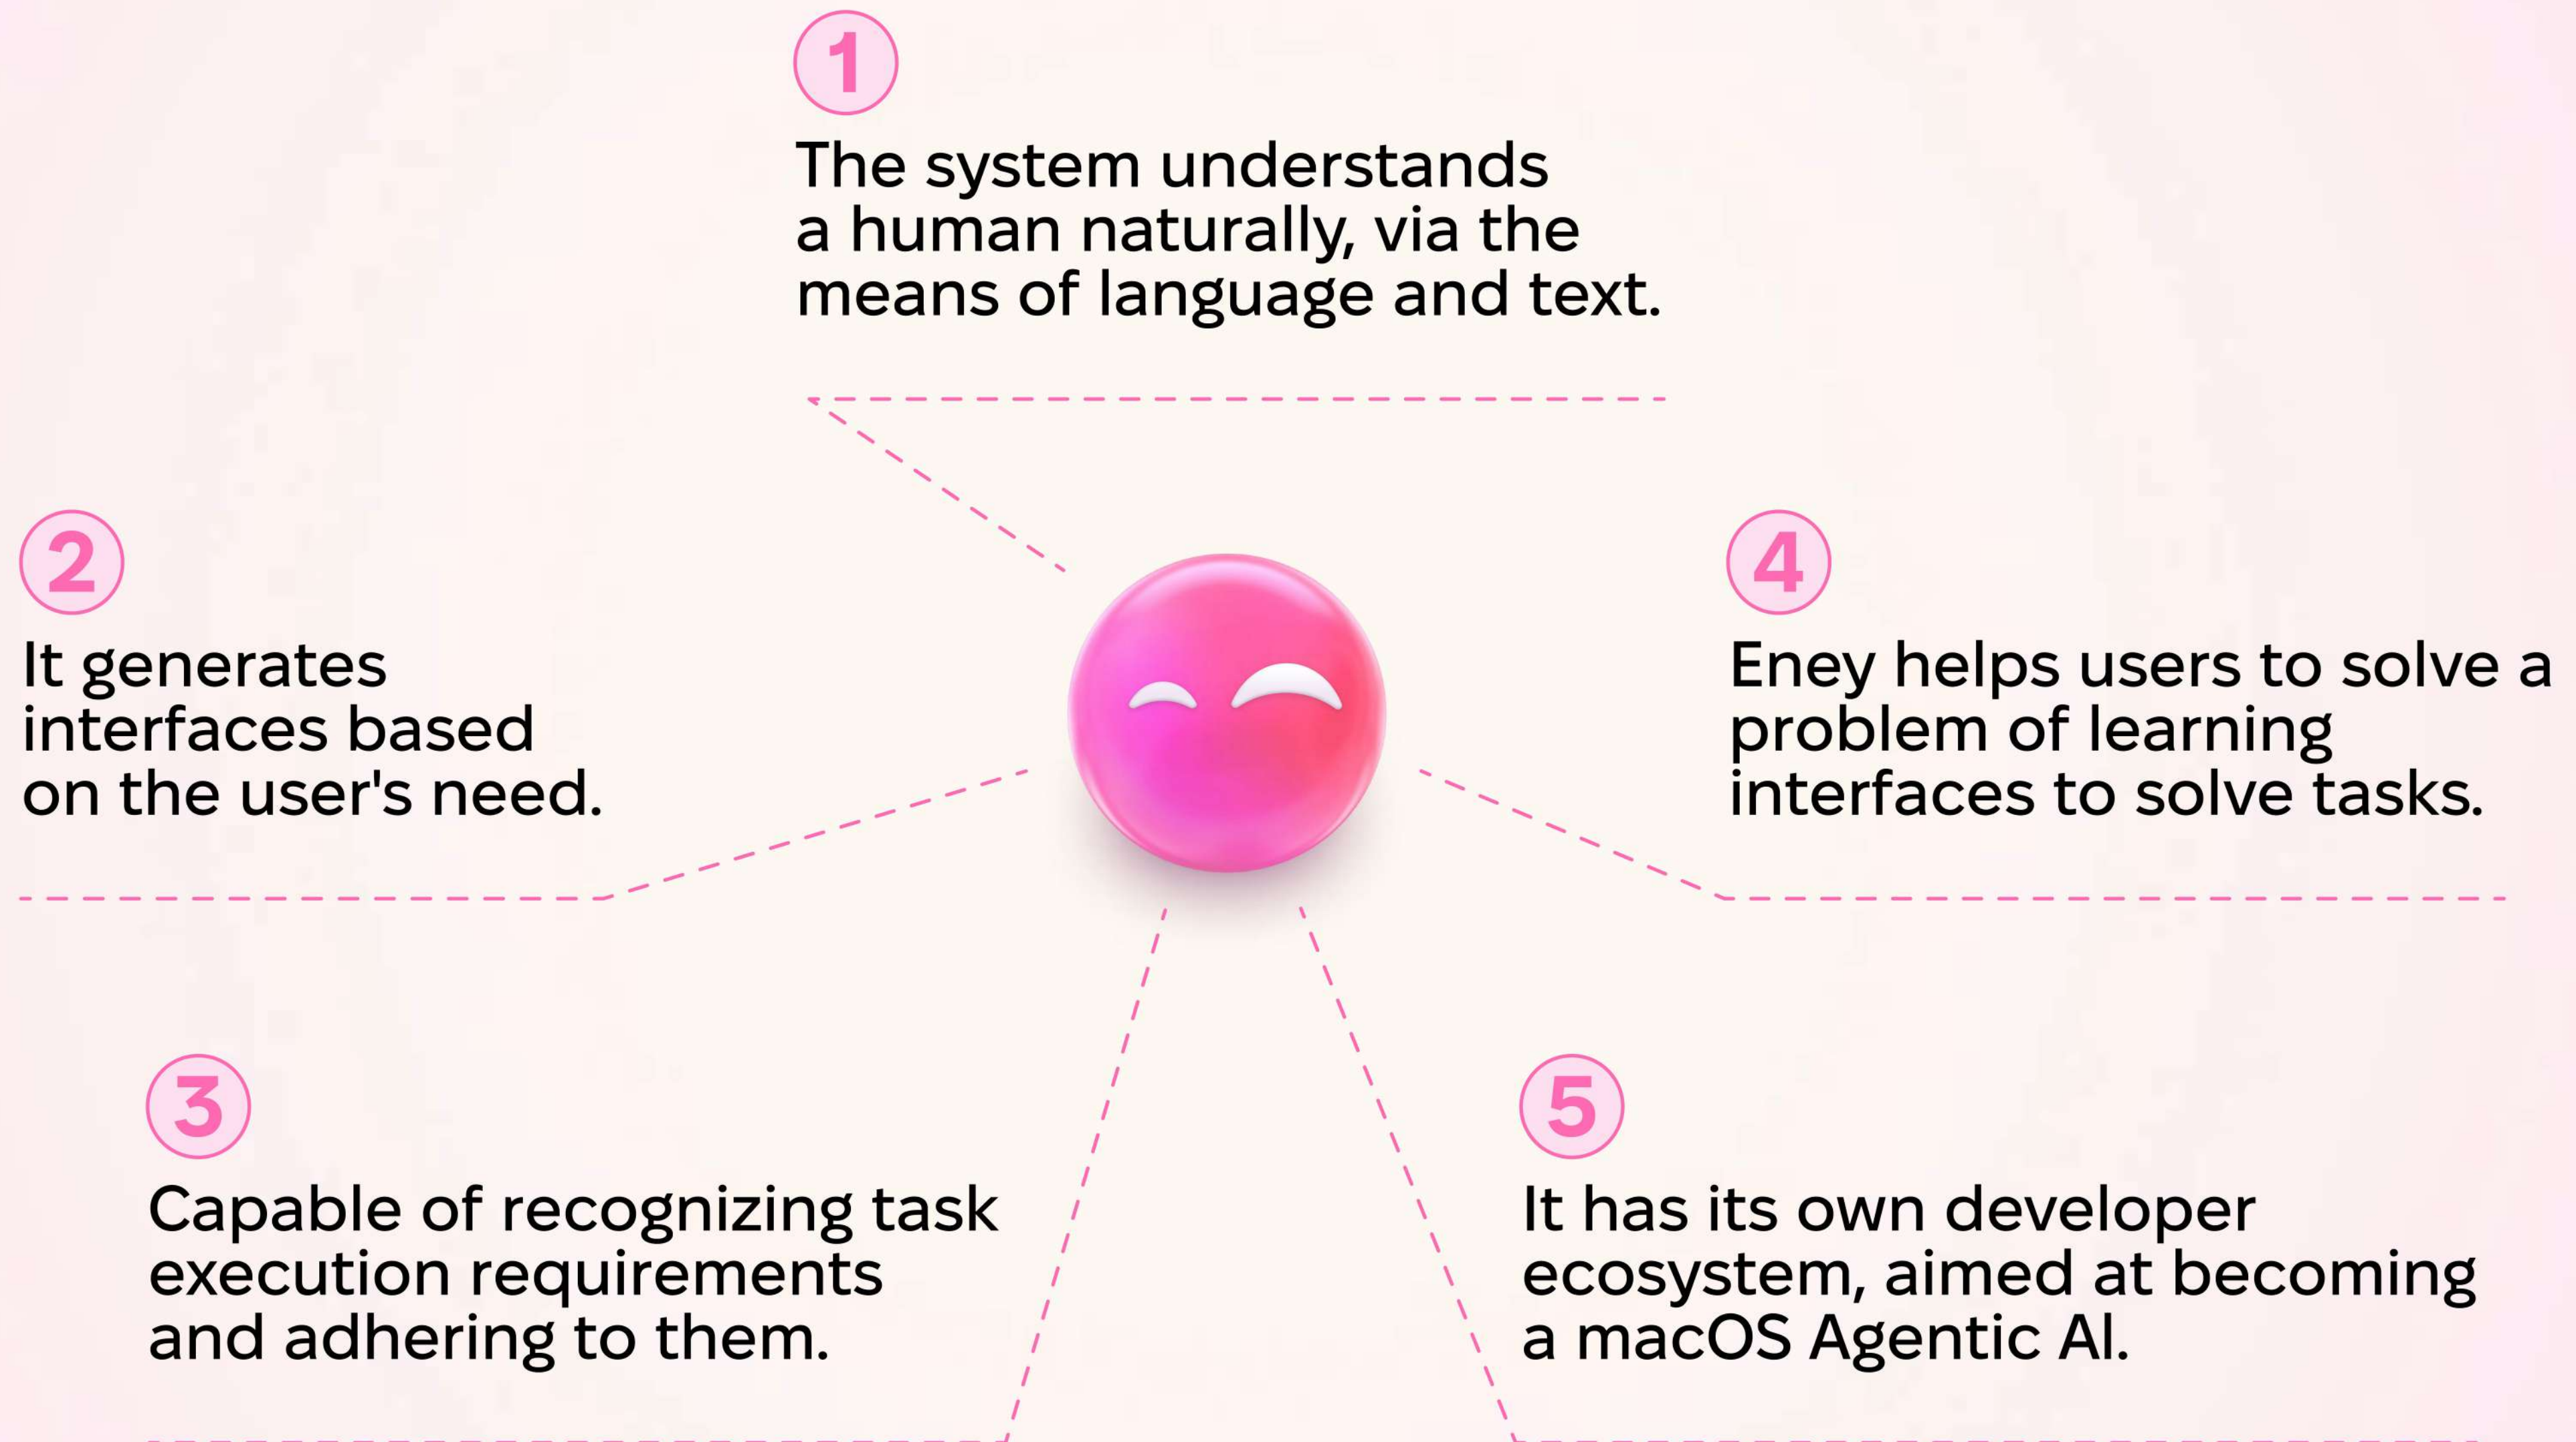 1
The system understands
a human naturally, via the
means of language and text.
2
It generates
interfaces based
on the user's need.
3
Capable of recognizing task
execution requirements
and adhering to them.
4
Eney helps users to solve a
problem of learning
interfaces to solve tasks.
5
It has its own developer
ecosystem, aimed at becoming
a macOS Agentic AI.